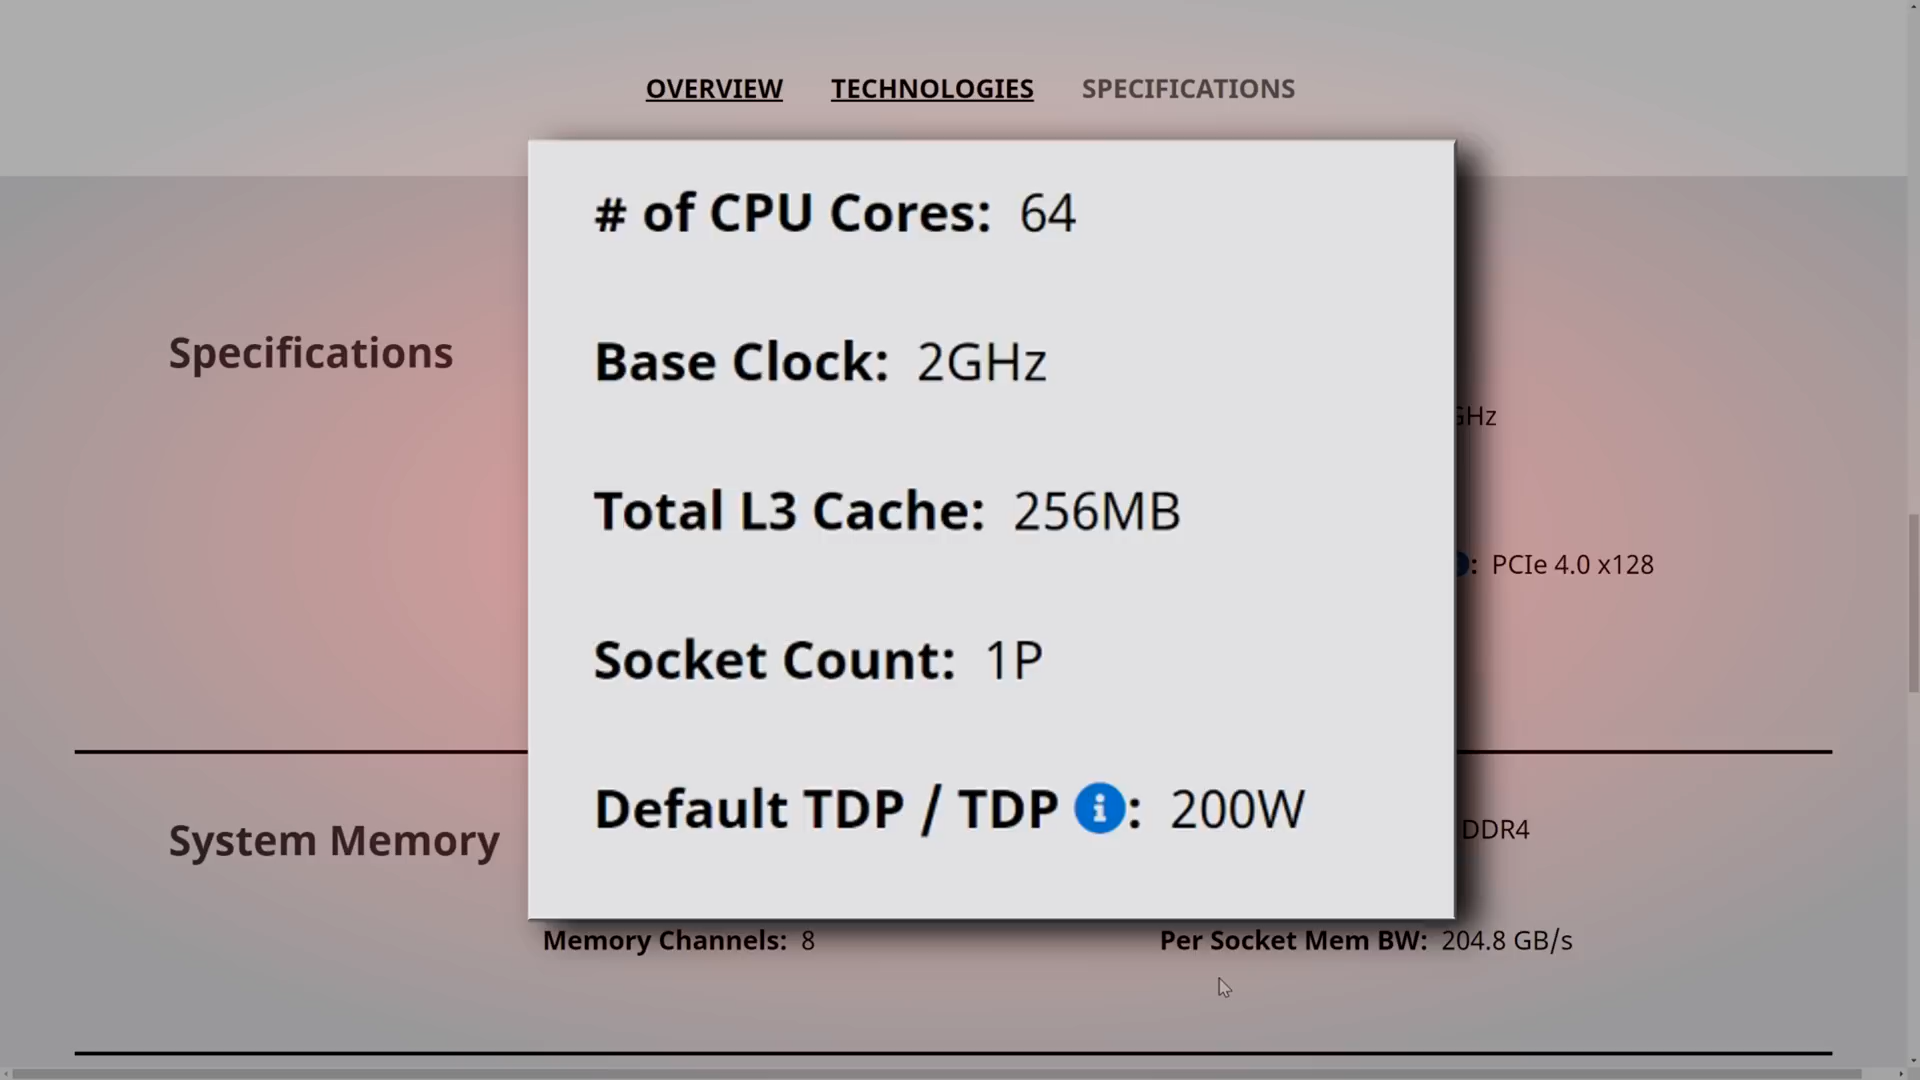 OVERVIEW TECHNOLOGIES SPECIFICATIONS
Specifications
# of CPU Cores: 64
Base Clock: 2GHz
GHz
Total L3 Cache: 256MB
: PCIe 4.0 x128
Socket Count: 1P
System Memory
Default TDP / TDP i: 200W
DDR4
Memory Channels: 8
Per Socket Mem BW: 204.8 GB/s